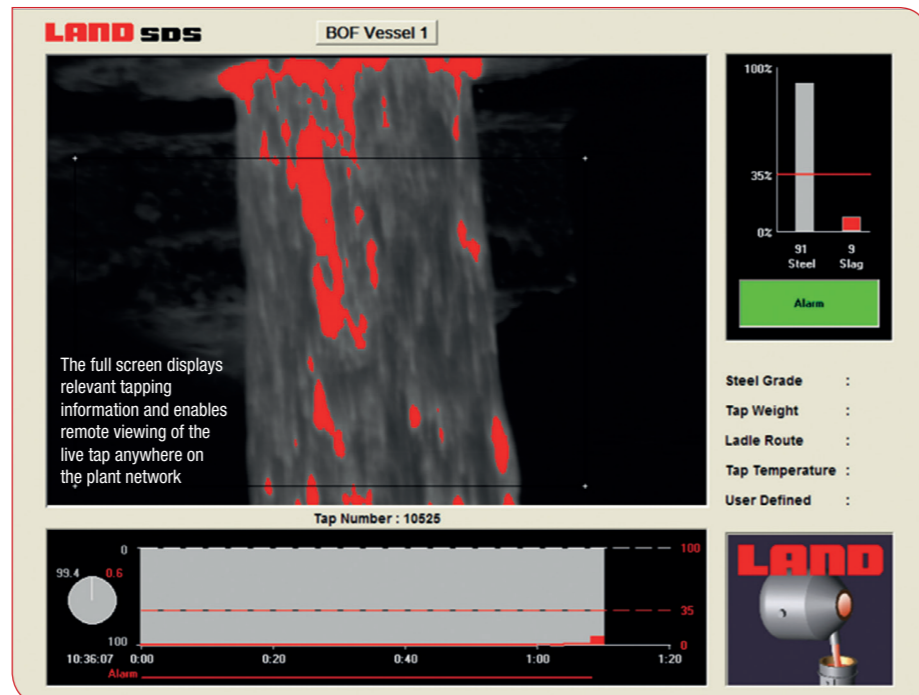 LAND SDS
BOF Vessel 1
100%
35%
0%
91
9
Steel
Slag
Alarm
The full screen displays
relevant tapping
information and enables
remote viewing of the
live tap anywhere on
the plant network
Steel Grade :
Tap Weight :
Ladle Route :
Tap Temperature :
User Defined :
Tap Number : 10525
0
100
99.4
0.6
35
100
0
10:36:07
0:00
0:20
0:40
1:00
1:20
Alarm
LAND